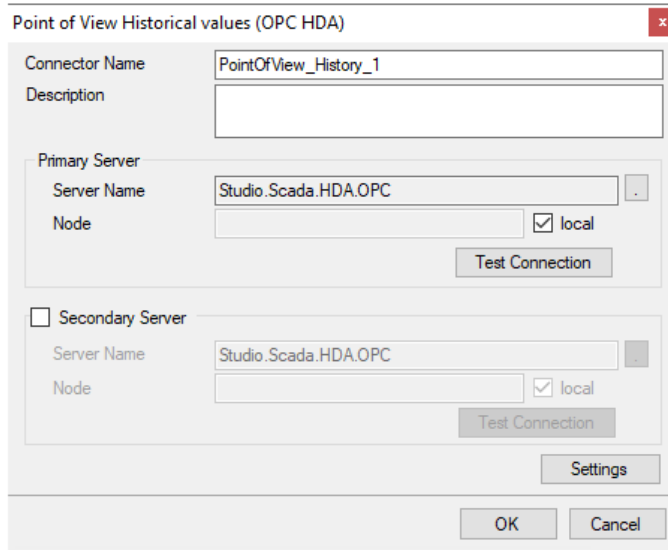 Point of View Historical values (OPC HDA)
x
Connector Name
PointOfView_History_1
Description
Primary Server
Server Name
Studio.Scada.HDA.OPC
.
Node
local
Test Connection
Secondary Server
Server Name
Studio.Scada.HDA.OPC
.
Node
local
Test Connection
Settings
OK
Cancel